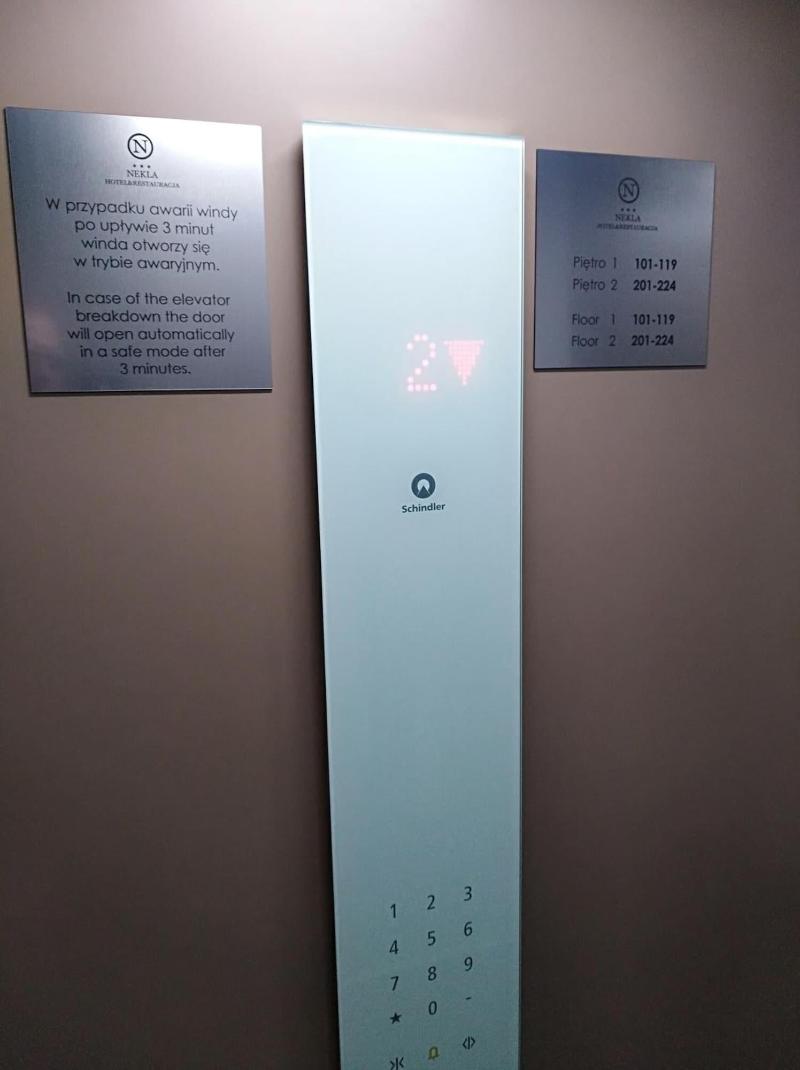 N
NEKLA
HOTEL&RESTAURACJA
W przypadku awarii windy
po upływie 3 minut
winda otworzy się
w trybie awaryjnym.
In case of the elevator
breakdown the door
will open automatically
in a safe mode after
3 minutes.
2▼
Schindler
1 2 3
4 5 6
7 8 9
★ 0 -
N
NEKLA
HOTEL&RESTAURACJA
Piętro 1 101-119
Piętro 2 201-224
Floor 1 101-119
Floor 2 201-224